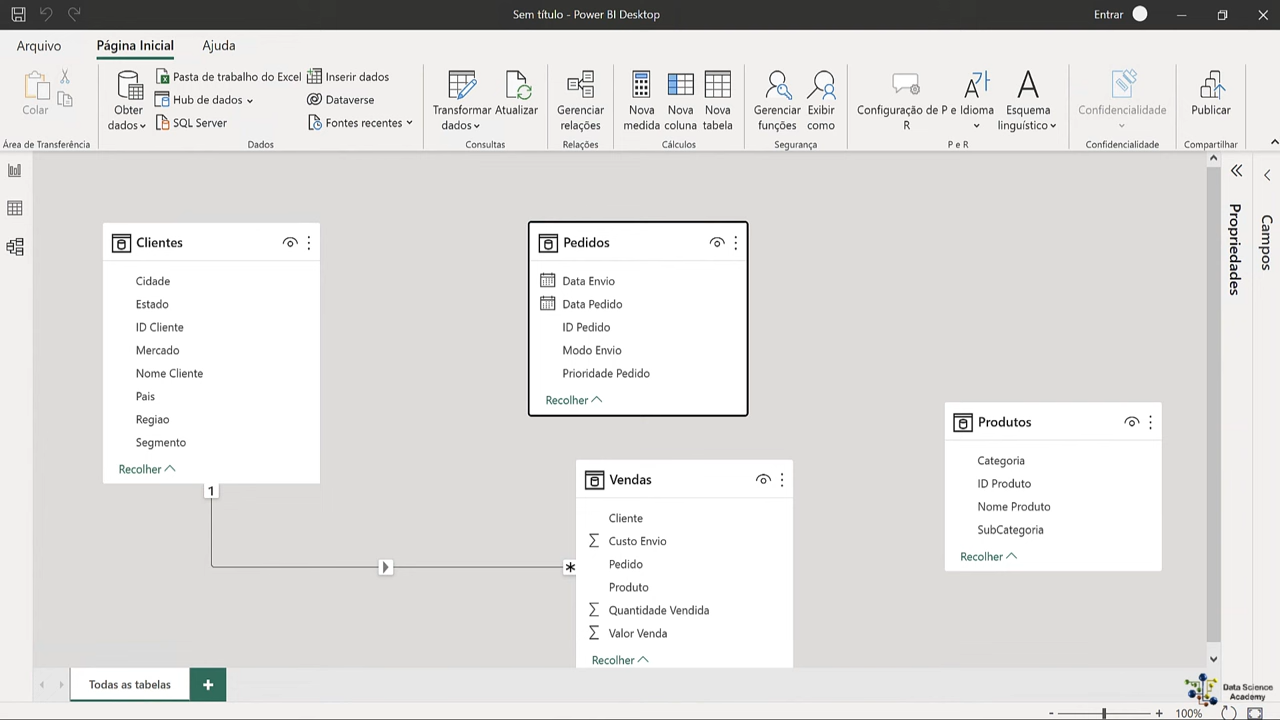 Sem título - Power BI Desktop
Entrar
Arquivo
Página Inicial
Ajuda
Colar
Área de Transferência
Obter dados
Pasta de trabalho do Excel
Hub de dados
SQL Server
Inserir dados
Dataverse
Fontes recentes
Dados
Transformar dados
Atualizar
Consultas
Gerenciar relações
Relações
Nova medida
Nova coluna
Nova tabela
Cálculos
Gerenciar funções
Exibir como
Segurança
Configuração de P e R
Idioma
Esquema linguístico
P e R
Confidencialidade
Confidencialidade
Publicar
Compartilhar
Clientes
Cidade
Estado
ID Cliente
Mercado
Nome Cliente
Pais
Regiao
Segmento
Recolher
1
Pedidos
Data Envio
Data Pedido
ID Pedido
Modo Envio
Prioridade Pedido
Recolher
Vendas
Cliente
Σ Custo Envio
Pedido
Produto
Σ Quantidade Vendida
Σ Valor Venda
Recolher
*
Produtos
Categoria
ID Produto
Nome Produto
SubCategoria
Recolher
Propriedades
Campos
Todas as tabelas
+
Data Science
Academy
- + 100%